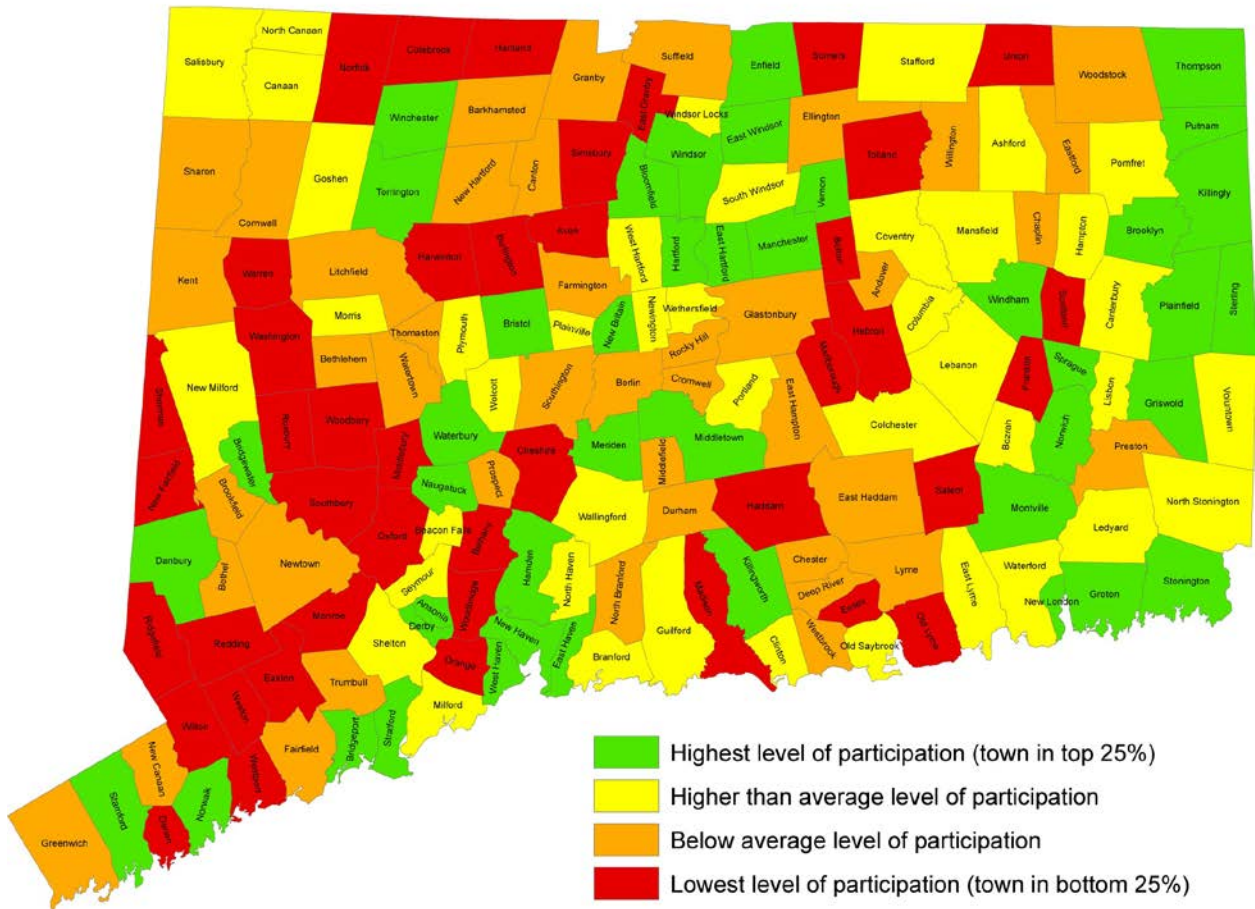 North Canaan
Salisbury
Canaan
Norfolk
Colebrook
Hartland
Granby
Suffield
East Granby
Windsor Locks
Enfield
Somers
Stafford
Union
Woodstock
Thompson
Winchester
Barkhamsted
Simsbury
Windsor
East Windsor
Ellington
Tolland
Willington
Ashford
Eastford
Pomfret
Putnam
Killingly
Sharon
Cornwall
Goshen
Torrington
New Hartford
Canton
Bloomfield
South Windsor
Vernon
Kent
Warren
Litchfield
Harwinton
Burlington
Avon
West Hartford
Hartford
East Hartford
Manchester
Bolton
Coventry
Mansfield
Chaplin
Hampton
Brooklyn
Andover
Farmington
Morris
Washington
Thomaston
Plymouth
Bristol
Plainville
New Britain
Newington
Wethersfield
Glastonbury
Rocky Hill
Hebron
Marlborough
Columbia
Windham
Scotland
Canterbury
Plainfield
Sterling
Lebanon
Franklin
Sprague
Lisbon
Griswold
Voluntown
New Milford
Sherman
Bethlehem
Watertown
Wolcott
Southington
Berlin
Cromwell
Portland
East Hampton
Colchester
Bozrah
Norwich
Preston
Roxbury
Woodbury
Bridgewater
Middlebury
Waterbury
Cheshire
Meriden
Middletown
Middlefield
Prospect
Naugatuck
New Fairfield
Brookfield
Southbury
Oxford
Beacon Falls
Bethany
Wallingford
Durham
Haddam
East Haddam
Salem
Montville
North Stonington
Ledyard
Danbury
Bethel
Newtown
Seymour
Hamden
North Haven
North Branford
Killingworth
Chester
Deep River
Lyme
East Lyme
Waterford
New London
Groton
Stonington
Ridgefield
Redding
Monroe
Shelton
Ansonia
Derby
Woodbridge
New Haven
East Haven
Branford
Guilford
Madison
Clinton
Westbrook
Essex
Old Saybrook
Old Lyme
Orange
West Haven
Wilton
Weston
Easton
Trumbull
Milford
Stratford
Bridgeport
Fairfield
Westport
New Canaan
Norwalk
Stamford
Darien
Greenwich
Highest level of participation (town in top 25%)
Higher than average level of participation
Below average level of participation
Lowest level of participation (town in bottom 25%)